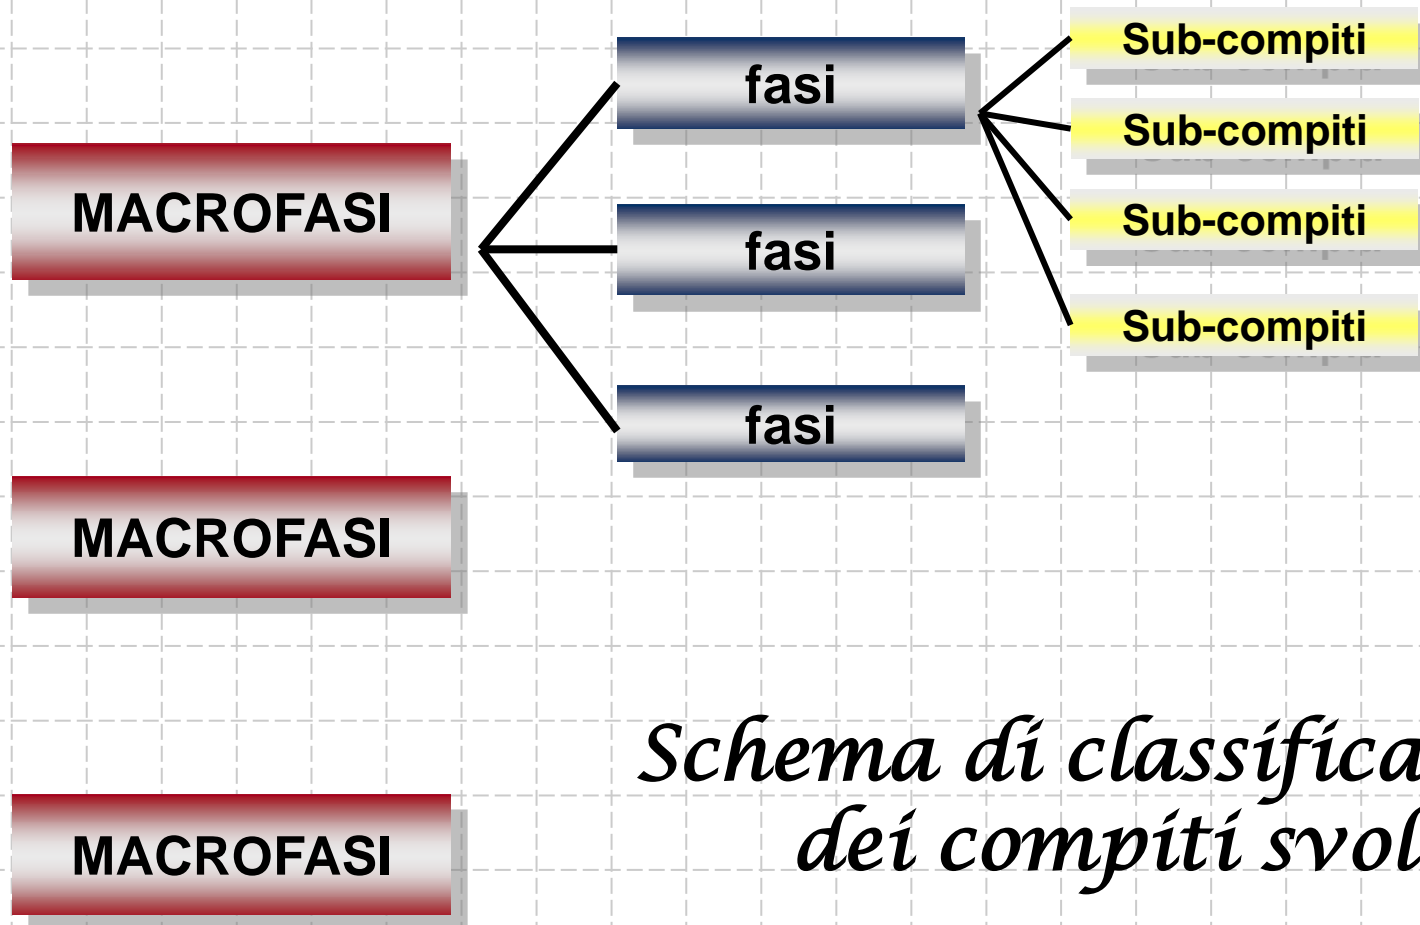 MACROFASI
fasi
Sub-compiti
Sub-compiti
Sub-compiti
Sub-compiti
fasi
fasi
MACROFASI
MACROFASI
Schema di classifica
dei compiti svol